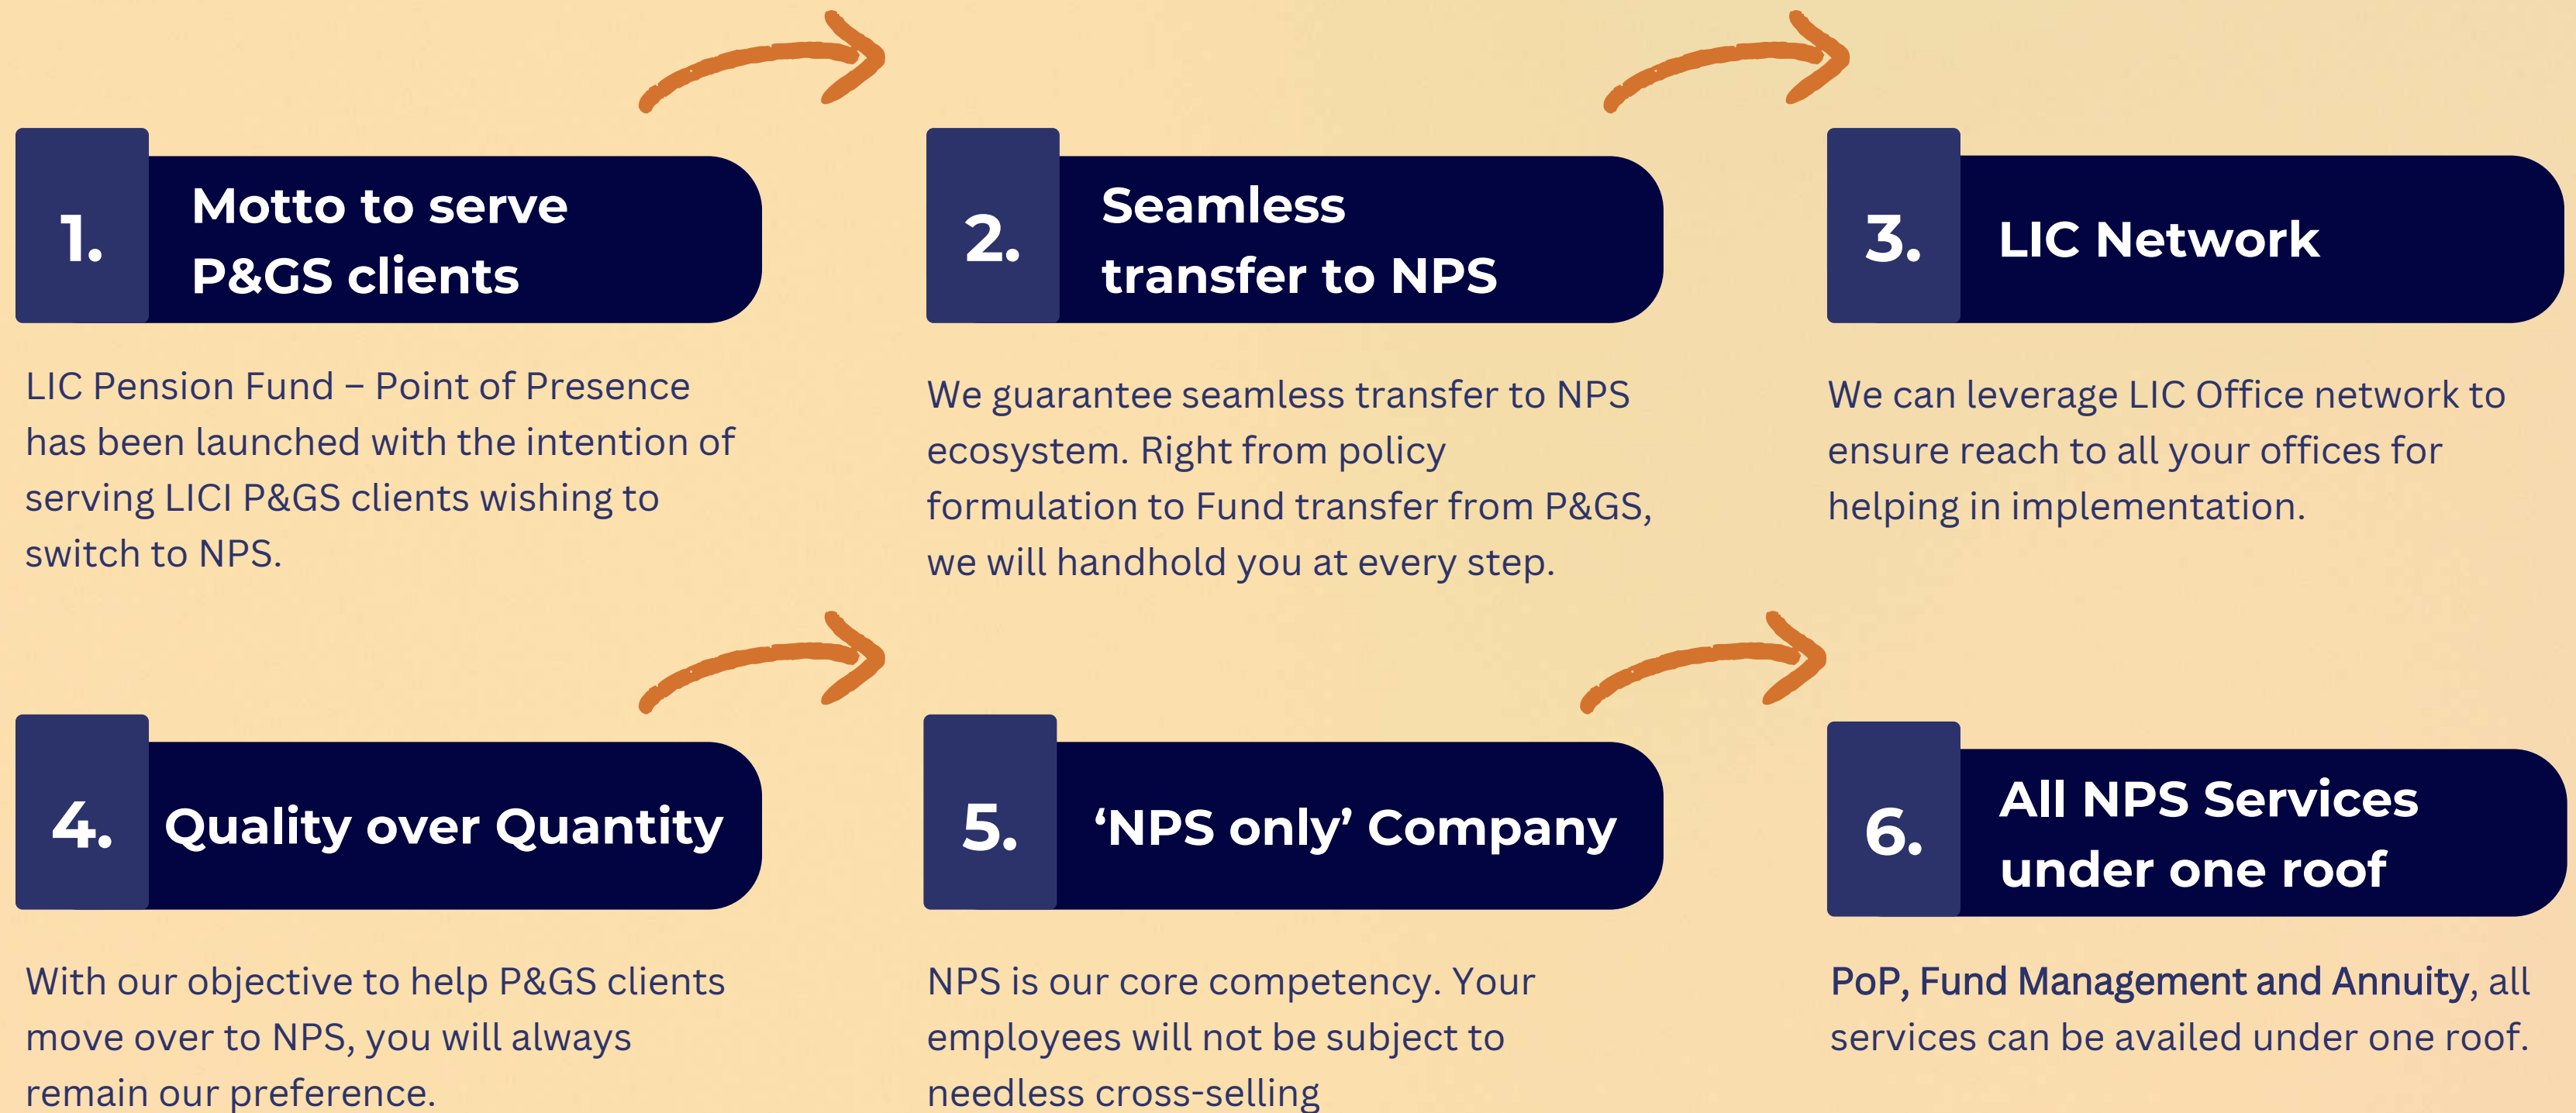 1.
Motto to serve
P&GS clients
LIC Pension Fund – Point of Presence
has been launched with the intention of
serving LICI P&GS clients wishing to
switch to NPS.
2.
Seamless
transfer to NPS
We guarantee seamless transfer to NPS
ecosystem. Right from policy
formulation to Fund transfer from P&GS,
we will handhold you at every step.
3.
LIC Network
We can leverage LIC Office network to
ensure reach to all your offices for
helping in implementation.
4.
Quality over Quantity
With our objective to help P&GS clients
move over to NPS, you will always
remain our preference.
5.
‘NPS only’ Company
NPS is our core competency. Your
employees will not be subject to
needless cross-selling
6.
All NPS Services
under one roof
PoP, Fund Management and Annuity, all
services can be availed under one roof.